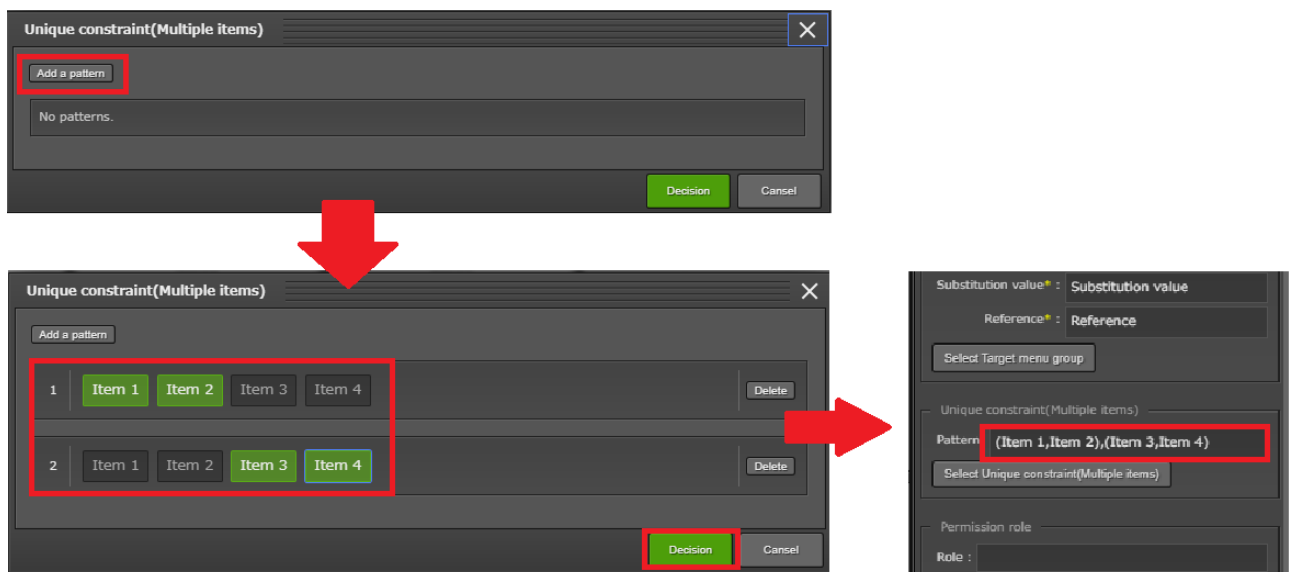 Unique constraint(Multiple items)
Add a pattern
No patterns.
Decision Cansel
Unique constraint(Multiple items)
Add a pattern
1 Item 1 Item 2 Item 3 Item 4 Delete
2 Item 1 Item 2 Item 3 Item 4 Delete
Decision Cansel
Substitution value* : Substitution value
Reference* : Reference
Select Target menu group
Unique constraint(Multiple items)
Pattern (Item 1,Item 2),(Item 3,Item 4)
Select Unique constraint(Multiple items)
Permission role
Role :